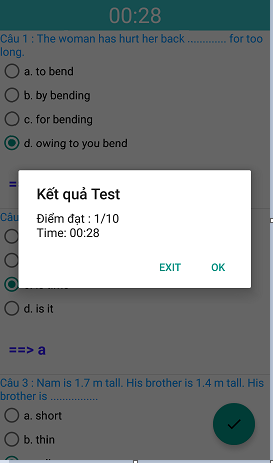 00:28
Câu 1 : The woman has hurt her back ............. for too
long.
a. to bend
b. by bending
c. for bending
d. owing to you bend
Kết quả Test
Điểm đạt : 1/10
Time: 00:28
EXIT
OK
Câu
d. is it
==> a
Câu 3 : Nam is 1.7 m tall. His brother is 1.4 m tall. His
brother is ................
a. short
b. thin